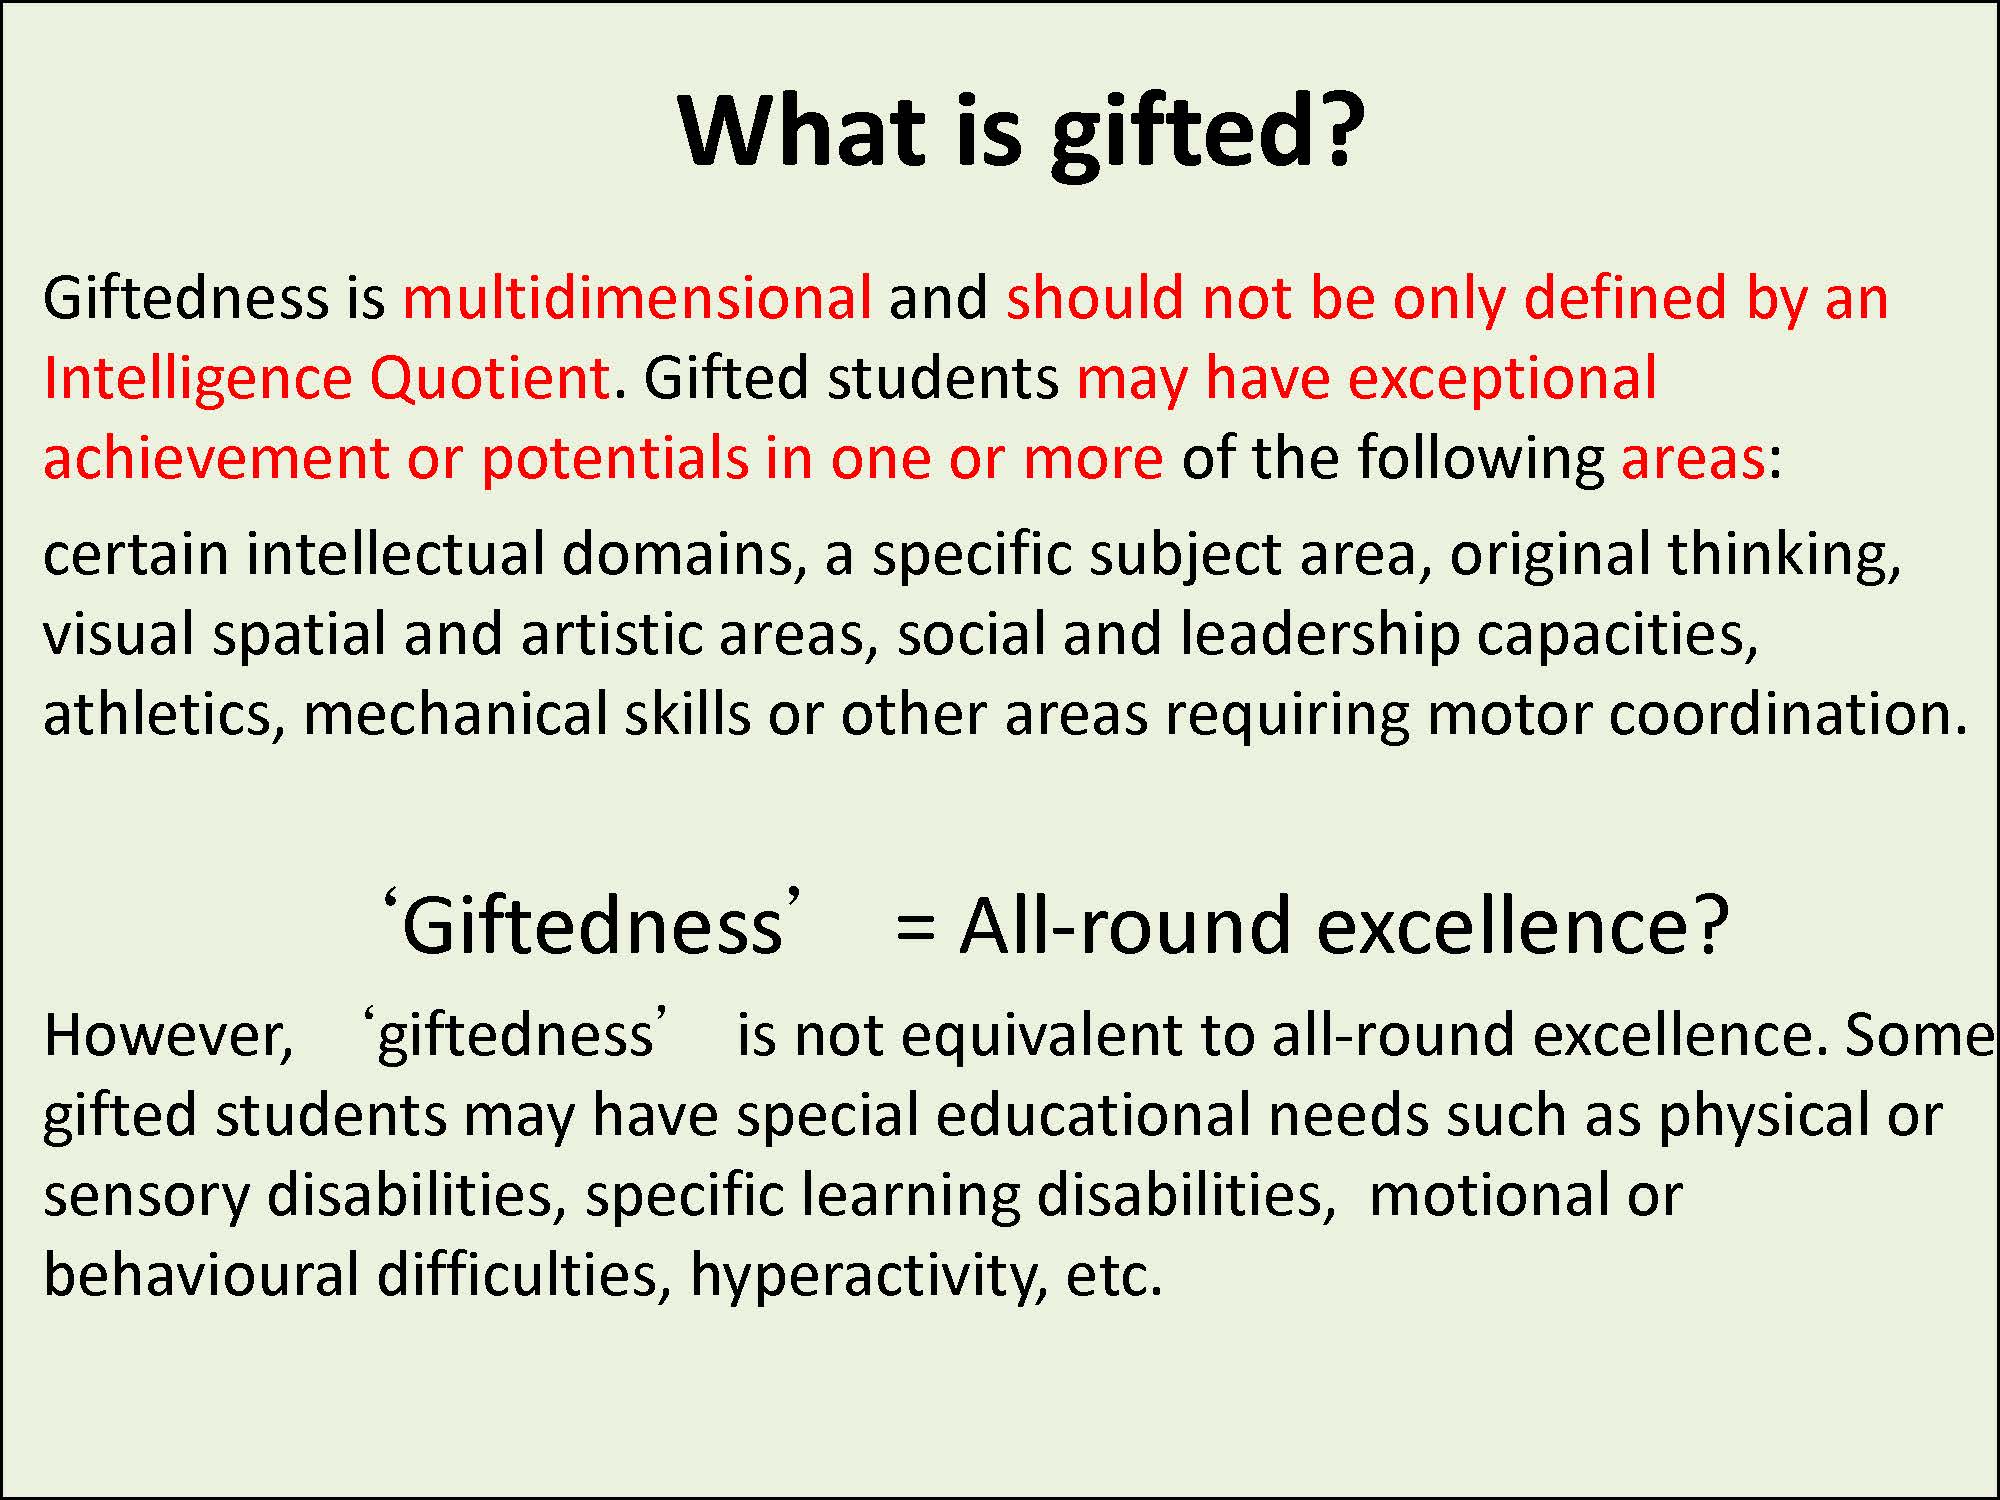 What is gifted?
Giftedness is multidimensional and should not be only defined by an
Intelligence Quotient. Gifted students may have exceptional
achievement or potentials in one or more of the following areas:
certain intellectual domains, a specific subject area, original thinking,
visual spatial and artistic areas, social and leadership capacities,
athletics, mechanical skills or other areas requiring motor coordination.
‘Giftedness’ = All-round excellence?
However, ‘giftedness’ is not equivalent to all-round excellence. Some
gifted students may have special educational needs such as physical or
sensory disabilities, specific learning disabilities, motional or
behavioural difficulties, hyperactivity, etc.